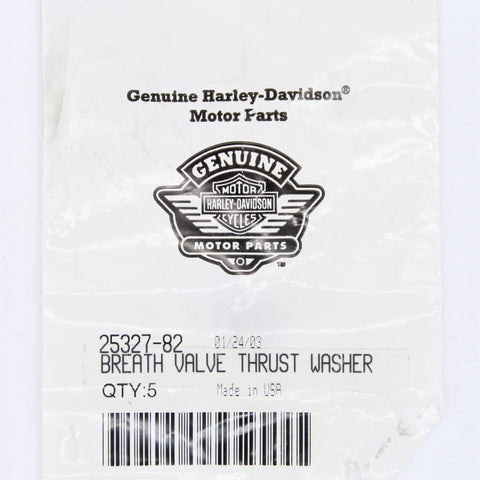 Genuine Harley-Davidson®
Motor Parts
GENUINE
MOTOR
HARLEY-DAVIDSON
CYCLES
MOTOR PARTS
TM
25327-82 01/24/03
BREATH VALVE THRUST WASHER
QTY:5 Made in USA